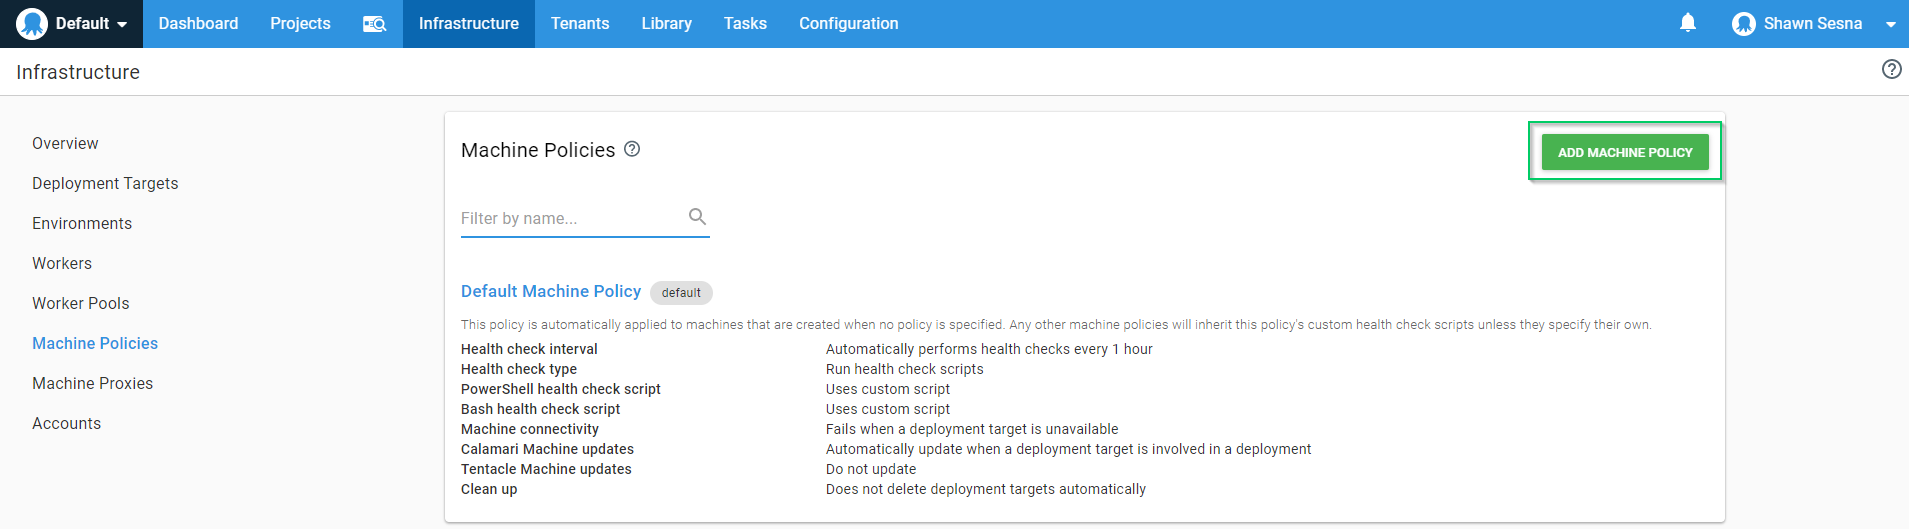 Default Dashboard Projects Infrastructure Tenants Library Tasks Configuration Shawn Sesna
Infrastructure
Overview
Deployment Targets
Environments
Workers
Worker Pools
Machine Policies
Machine Proxies
Accounts
Machine Policies
ADD MACHINE POLICY
Filter by name...
Default Machine Policy default
This policy is automatically applied to machines that are created when no policy is specified. Any other machine policies will inherit this policy's custom health check scripts unless they specify their own.
Health check interval Automatically performs health checks every 1 hour
Health check type Run health check scripts
PowerShell health check script Uses custom script
Bash health check script Uses custom script
Machine connectivity Fails when a deployment target is unavailable
Calamari Machine updates Automatically update when a deployment target is involved in a deployment
Tentacle Machine updates Do not update
Clean up Does not delete deployment targets automatically